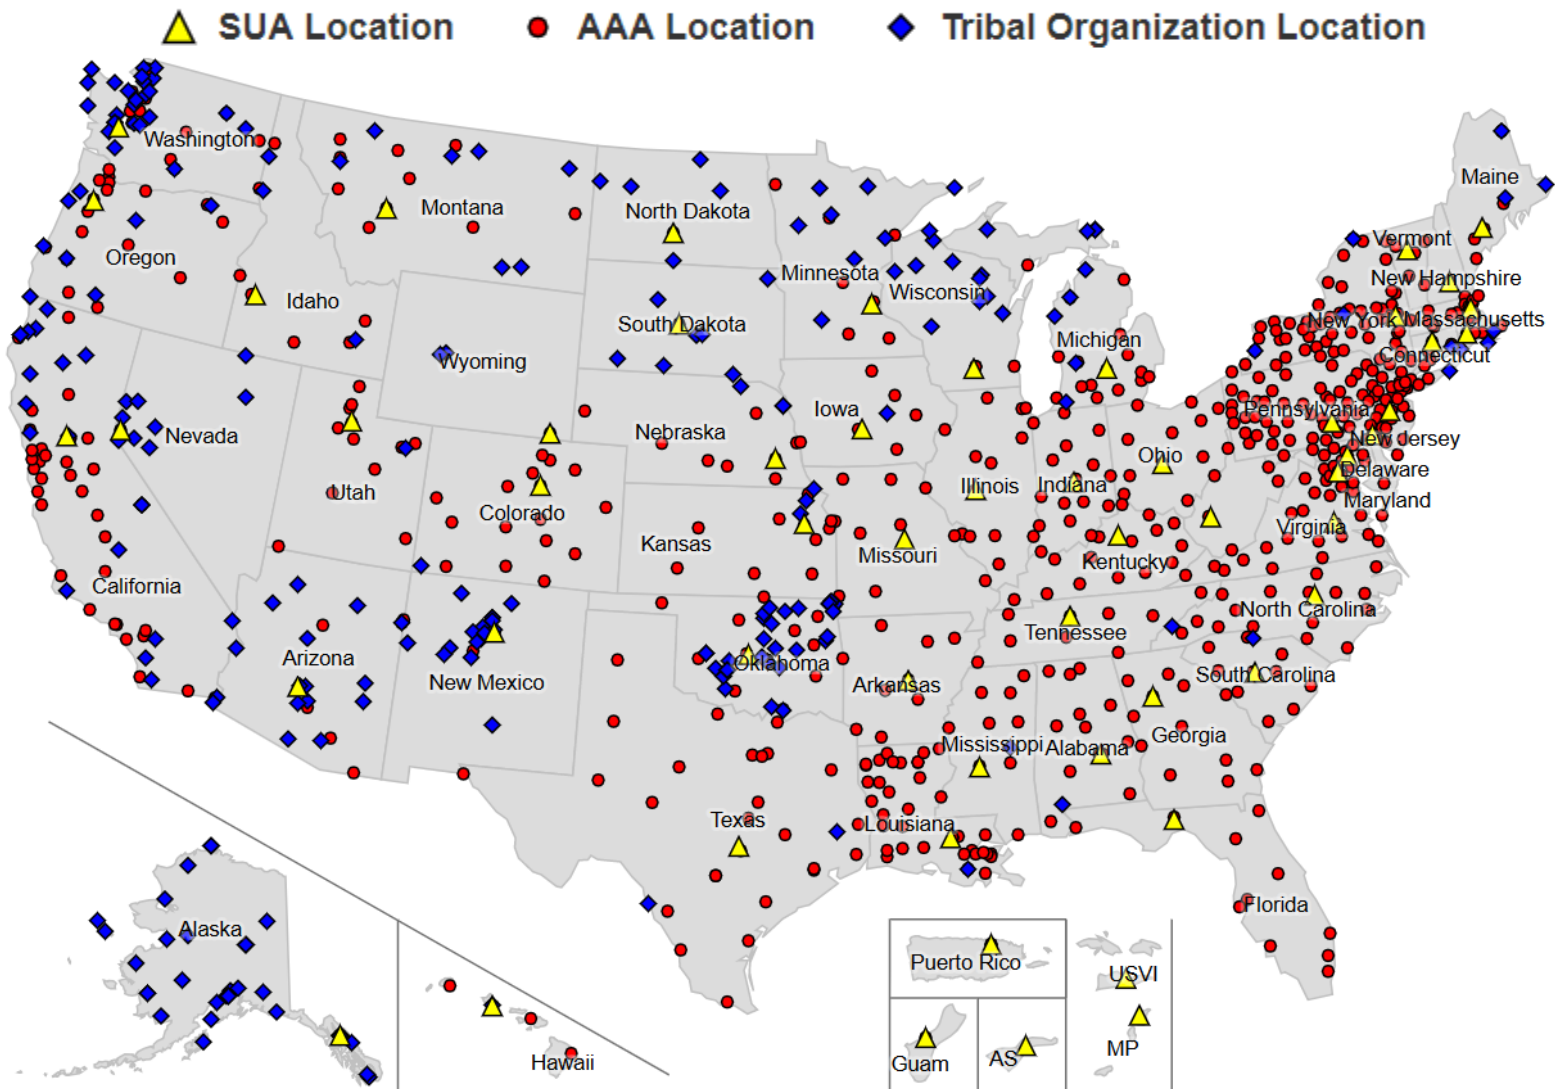 SUA Location AAA Location Tribal Organization Location
Washington
Maine
Montana
North Dakota
Vermont
Oregon
Minnesota
New Hampshire
Idaho
Wisconsin
South Dakota
New York
Massachusetts
Michigan
Connecticut
Wyoming
Iowa
Pennsylvania
Nevada
Nebraska
New Jersey
Ohio
Delaware
Utah
Illinois
Indiana
Maryland
Colorado
Virginia
Kansas
Missouri
Kentucky
California
North Carolina
Tennessee
Arizona
Oklahoma
New Mexico
Arkansas
South Carolina
Mississippi
Alabama
Georgia
Texas
Louisiana
Florida
Alaska
Puerto Rico
USVI
Hawaii
Guam
AS
MP